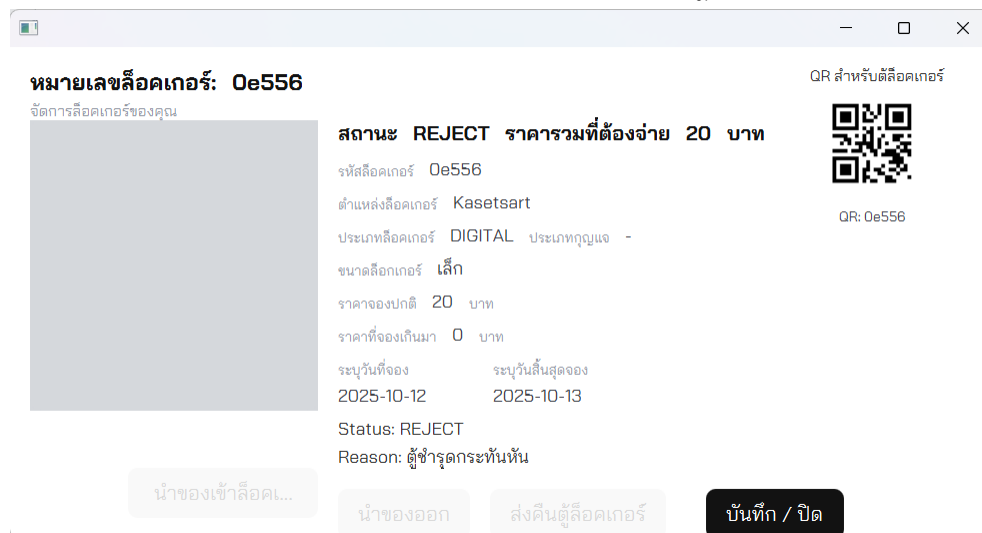 หมายเลขล็อคเกอร์: 0e556
จัดการล็อคเกอร์ของคุณ
QR สำหรับตัล็อคเกอร์
QR: 0e556
สถานะ REJECT ราคารวมที่ต้องจ่าย 20 บาท
รหัสล็อคเกอร์ 0e556
ตำแหน่งล็อคเกอร์ Kasetsart
ประเภทล็อคเกอร์ DIGITAL ประเภทกุญแจ -
ขนาดล็อกเกอร์ เล็ก
ราคาจองปกติ 20 บาท
ราคาที่จองเกินมา 0 บาท
ระบุวันที่จอง ระบุวันสิ้นสุดจอง
2025-10-12 2025-10-13
Status: REJECT
Reason: ตู้ชำรุดกระทันหัน
นำของเข้าล็อคเ...
นำของออก ส่งคืนตู้ล็อคเกอร์ บันทึก / ปิด